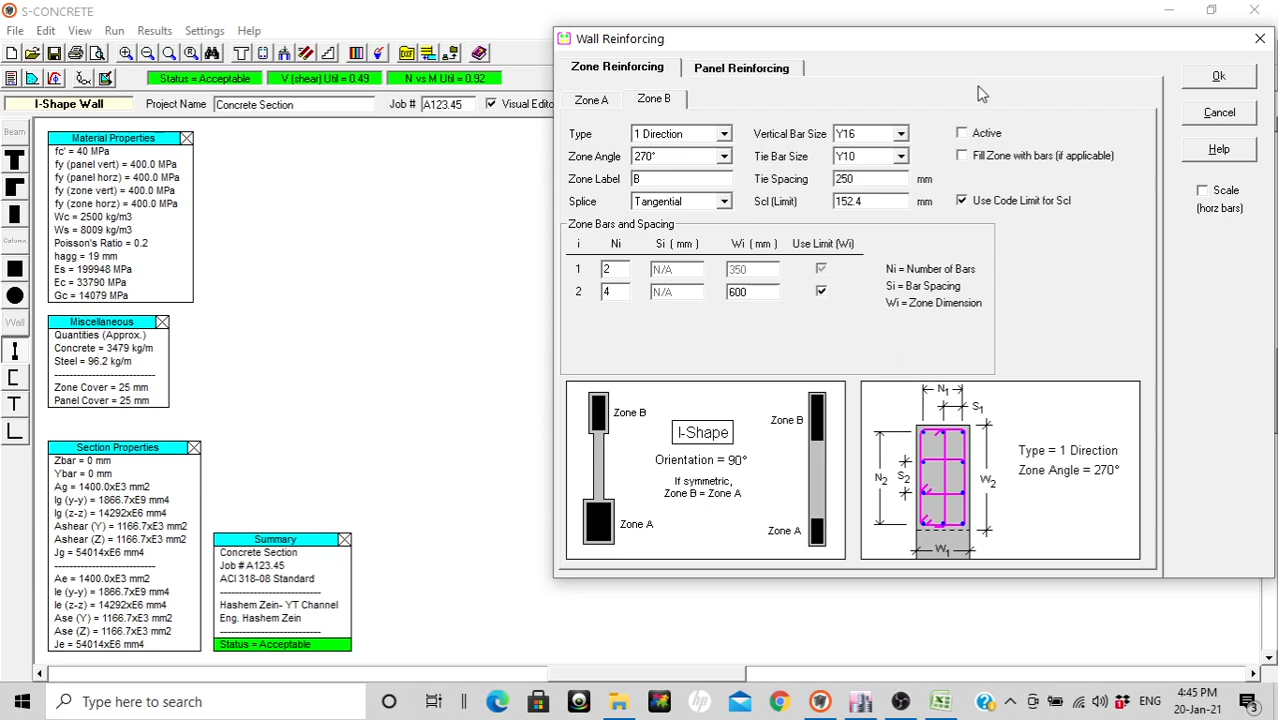 S-CONCRETE
File Edit View Run Results Settings Help
Status = Acceptable V (shear) Util = 0.49 N vs M Util = 0.92
I-Shape Wall Project Name Concrete Section Job # A123.45 Visual Edito
Beam
Column
Wall
Material Properties
fc' = 40 MPa
fy (panel vert) = 400.0 MPa
fy (panel horz) = 400.0 MPa
fy (zone vert) = 400.0 MPa
fy (zone horz) = 400.0 MPa
Wc = 2500 kg/m3
Ws = 8009 kg/m3
Poisson's Ratio = 0.2
hagg = 19 mm
Es = 199948 MPa
Ec = 33790 MPa
Gc = 14079 MPa
Miscellaneous
Quantities (Approx.)
Concrete = 3479 kg/m
Steel = 96.2 kg/m
Zone Cover = 25 mm
Panel Cover = 25 mm
Section Properties
Zbar = 0 mm
Ybar = 0 mm
Ag = 1400.0xE3 mm2
Ig (y-y) = 1866.7xE9 mm4
Ig (z-z) = 14292xE6 mm4
Ashear (Y) = 1166.7xE3 mm2
Ashear (Z) = 1166.7xE3 mm2
Jg = 54014xE6 mm4
Ae = 1400.0xE3 mm2
Ie (y-y) = 1866.7xE9 mm4
Ie (z-z) = 14292xE6 mm4
Ase (Y) = 1166.7xE3 mm2
Ase (Z) = 1166.7xE3 mm2
Je = 54014xE6 mm4
Summary
Concrete Section
Job # A123.45
ACI 318-08 Standard
Hashem Zein- YT Channel
Eng. Hashem Zein
Status = Acceptable
Wall Reinforcing
Zone Reinforcing Panel Reinforcing
Zone A Zone B
Type 1 Direction Vertical Bar Size Y16 Active
Zone Angle 270° Tie Bar Size Y10 Fill Zone with bars (if applicable)
Zone Label B Tie Spacing 250 mm
Splice Tangential Scl (Limit) 152.4 mm Use Code Limit for Scl
Zone Bars and Spacing
i Ni Si ( mm ) Wi ( mm ) Use Limit (Wi)
1 2 N/A 350 Ni = Number of Bars
Si = Bar Spacing
2 4 N/A 600
Wi = Zone Dimension
Ok
Cancel
Help
Scale
(horz bars)
Zone B
I-Shape
Orientation = 90°
If symmetric,
Zone B = Zone A
Zone A
Zone B
Zone A
N1
S1
N2
S2
W2
W1
Type = 1 Direction
Zone Angle = 270°
Type here to search
ENG
4:45 PM
20-Jan-21
3